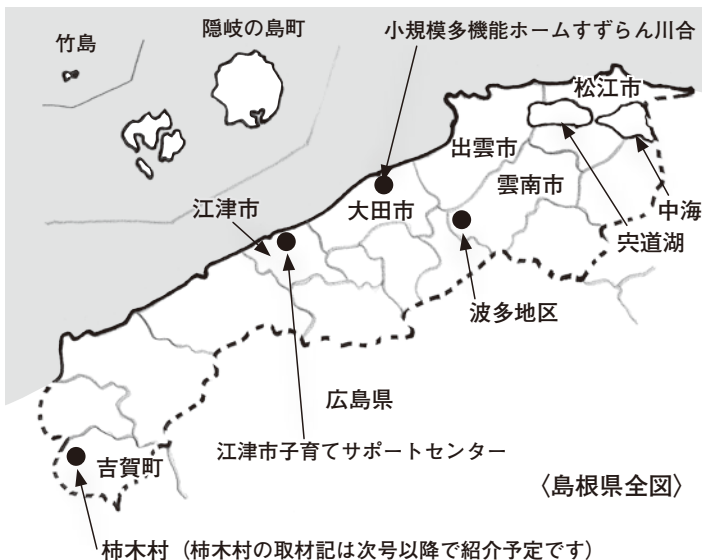 竹島
隠岐の島町
小規模多機能ホームすずらん川合
松江市
出雲市
雲南市
江津市
大田市
中海
宍道湖
波多地区
広島県
江津市子育てサポートセンター
吉賀町
〈島根県全図〉
柿木村（柿木村の取材記は次号以降で紹介予定です）